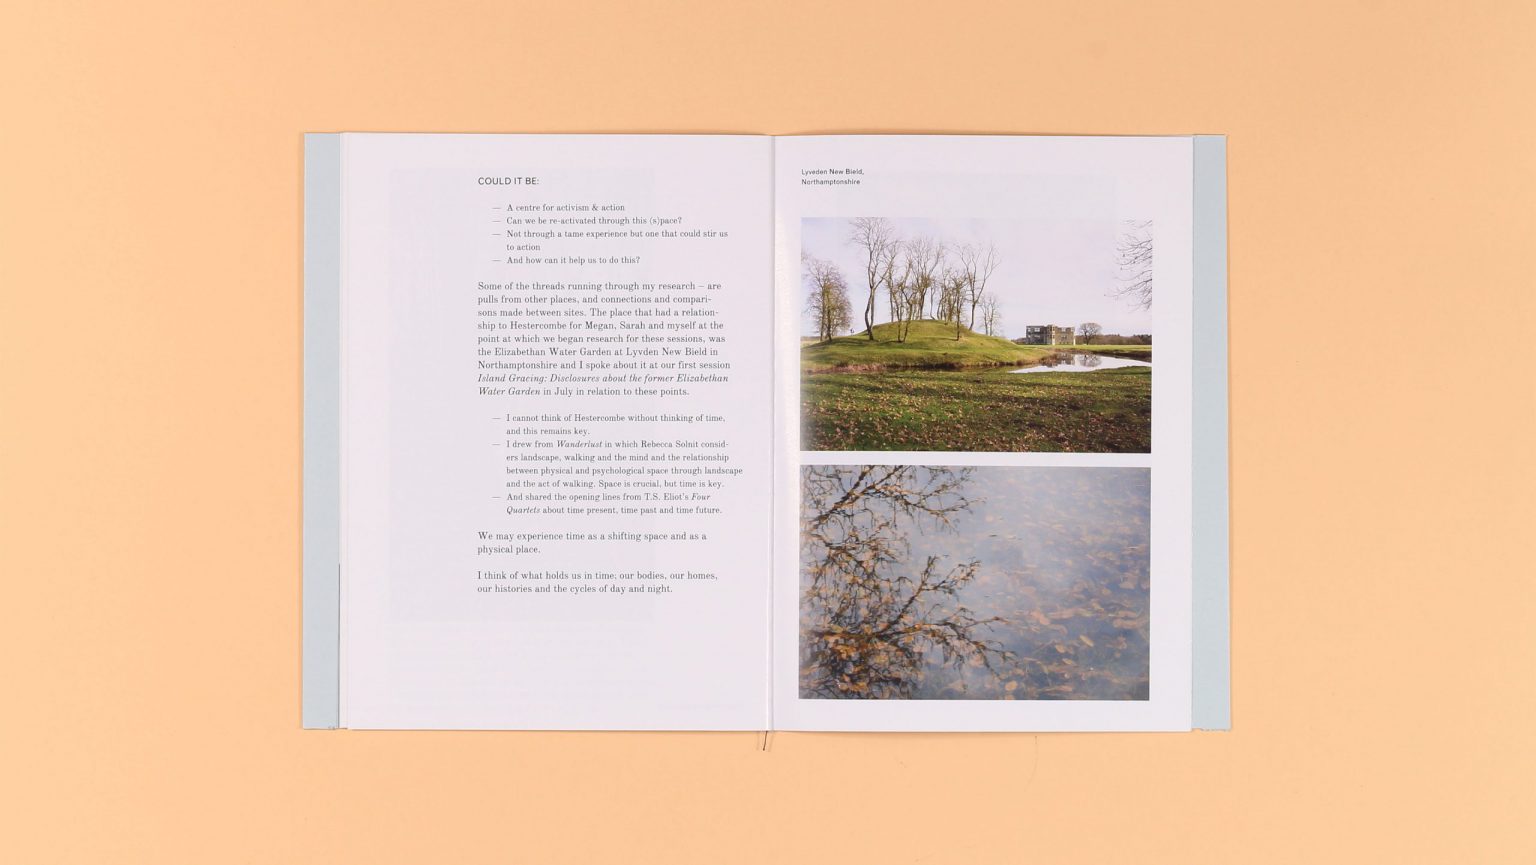 COULD IT BE:
— A centre for activism & action
— Can we be re-activated through this (s)pace?
— Not through a tame experience but one that could stir us
to action
— And how can it help us to do this?
Some of the threads running through my research – are
pulls from other places, and connections and compari-
sons made between sites. The place that had a relation-
ship to Hestercombe for Megan, Sarah and myself at the
point at which we began research for these sessions, was
the Elizabethan Water Garden at Lyvden New Bield in
Northamptonshire and I spoke about it at our first session
Island Gracing: Disclosures about the former Elizabethan
Water Garden in July in relation to these points.
— I cannot think of Hestercombe without thinking of time,
and this remains key.
— I drew from Wanderlust in which Rebecca Solnit consid-
ers landscape, walking and the mind and the relationship
between physical and psychological space through landscape
and the act of walking. Space is crucial, but time is key.
— And shared the opening lines from T.S. Eliot's Four
Quartets about time present, time past and time future.
We may experience time as a shifting space and as a
physical place.
I think of what holds us in time; our bodies, our homes,
our histories and the cycles of day and night.
Lyveden New Bield,
Northamptonshire